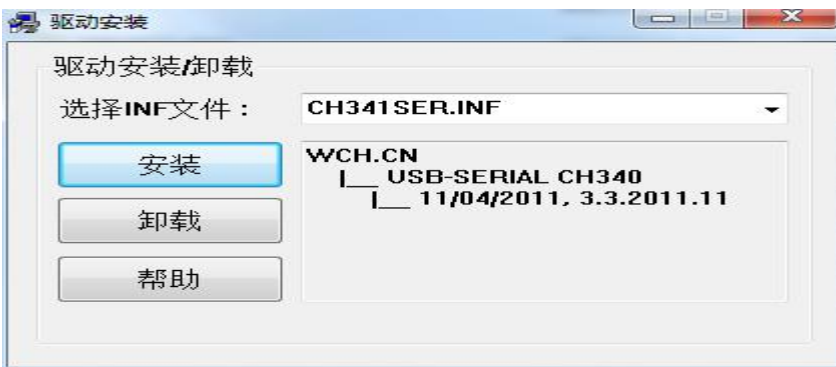 驱动安装
驱动安装/卸载
选择INF文件： CH341SER.INF
安装
卸载
帮助
WCH.CN
|__ USB-SERIAL CH340
|__ 11/04/2011, 3.3.2011.11